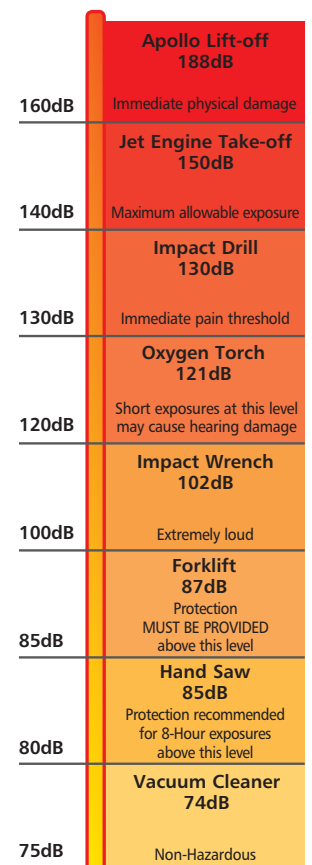 Apollo Lift-off
188dB
160dB
Immediate physical damage
Jet Engine Take-off
150dB
140dB
Maximum allowable exposure
Impact Drill
130dB
130dB
Immediate pain threshold
Oxygen Torch
121dB
Short exposures at this level
120dB
may cause hearing damage
Impact Wrench
102dB
100dB
Extremely loud
Forklift
87dB
Protection
MUST BE PROVIDED
85dB
above this level
Hand Saw
85dB
Protection recommended
for 8-Hour exposures
80dB
above this level
Vacuum Cleaner
74dB
75dB
Non-Hazardous